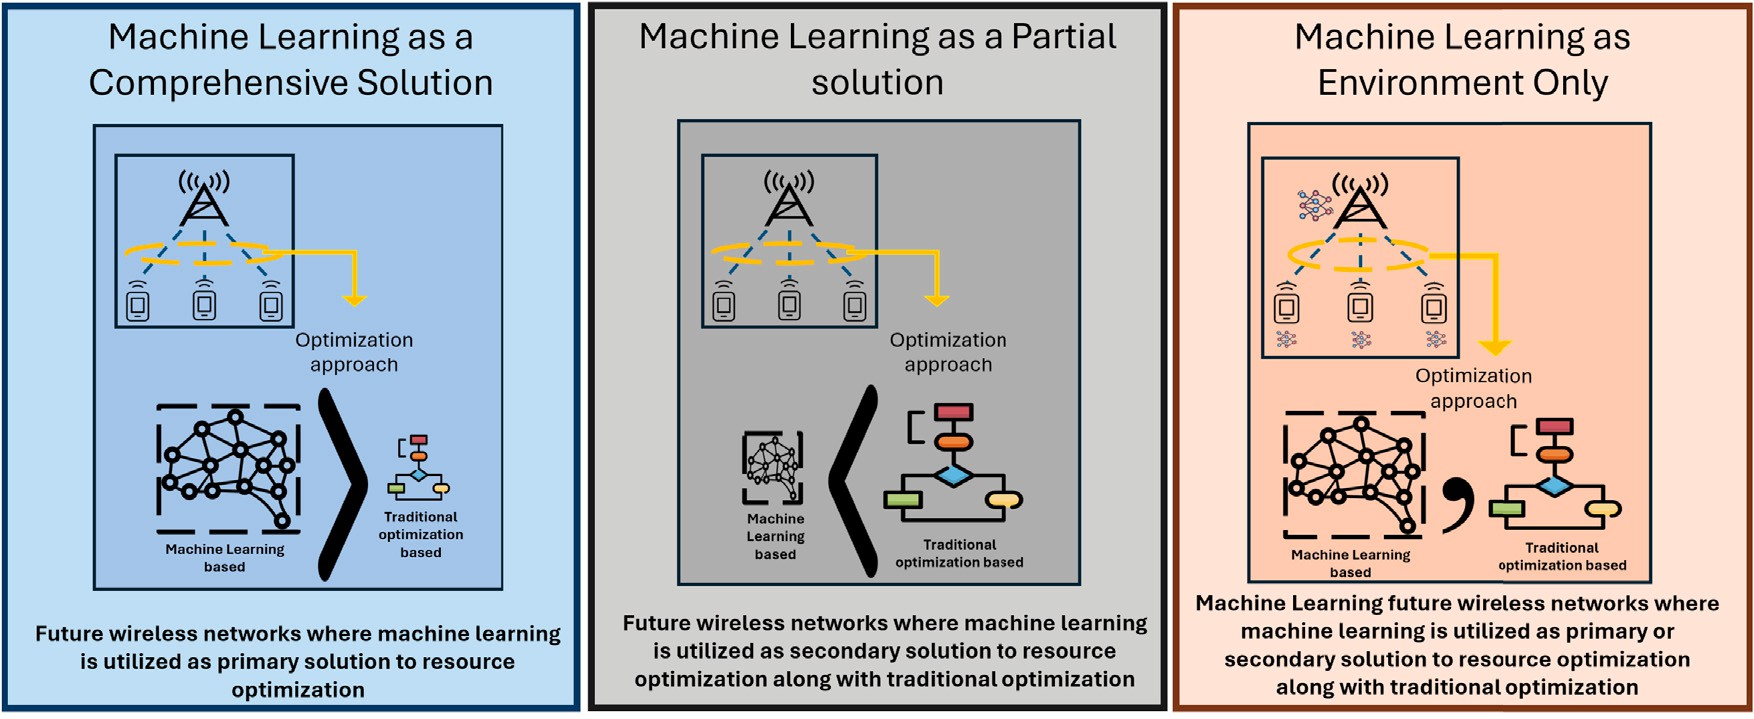 Machine Learning as a
Comprehensive Solution
Optimization
approach
Machine Learning
based
Traditional
optimization
based
Future wireless networks where machine learning
is utilized as primary solution to resource
optimization
Machine Learning as a Partial
solution
Optimization
approach
Machine
Learning
based
Traditional
optimization based
Future wireless networks where machine learning
is utilized as secondary solution to resource
optimization along with traditional optimization
Machine Learning as
Environment Only
Optimization
approach
Machine Learning
based
,
Traditional
optimization based
Machine Learning future wireless networks where
machine learning is utilized as primary or
secondary solution to resource optimization
along with traditional optimization